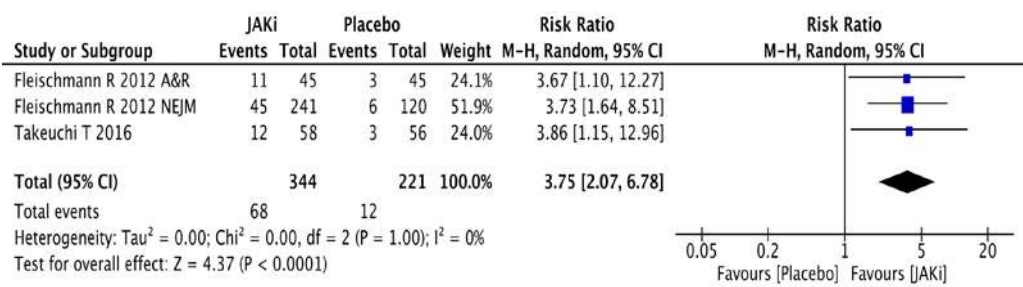 JAKi Placebo Risk Ratio Risk Ratio
Study or Subgroup Events Total Events Total Weight M-H, Random, 95% CI M-H, Random, 95% CI
Fleischmann R 2012 A&R 11 45 3 45 24.1% 3.67 [1.10, 12.27]
Fleischmann R 2012 NEJM 45 241 6 120 51.9% 3.73 [1.64, 8.51]
Takeuchi T 2016 12 58 3 56 24.0% 3.86 [1.15, 12.96]
Total (95% CI) 344 221 100.0% 3.75 [2.07, 6.78]
Total events 68 12
Heterogeneity: Tau² = 0.00; Chi² = 0.00, df = 2 (P = 1.00); I² = 0%
Test for overall effect: Z = 4.37 (P < 0.0001)
0.05 0.2 1 5 20
Favours [Placebo] Favours [JAKi]